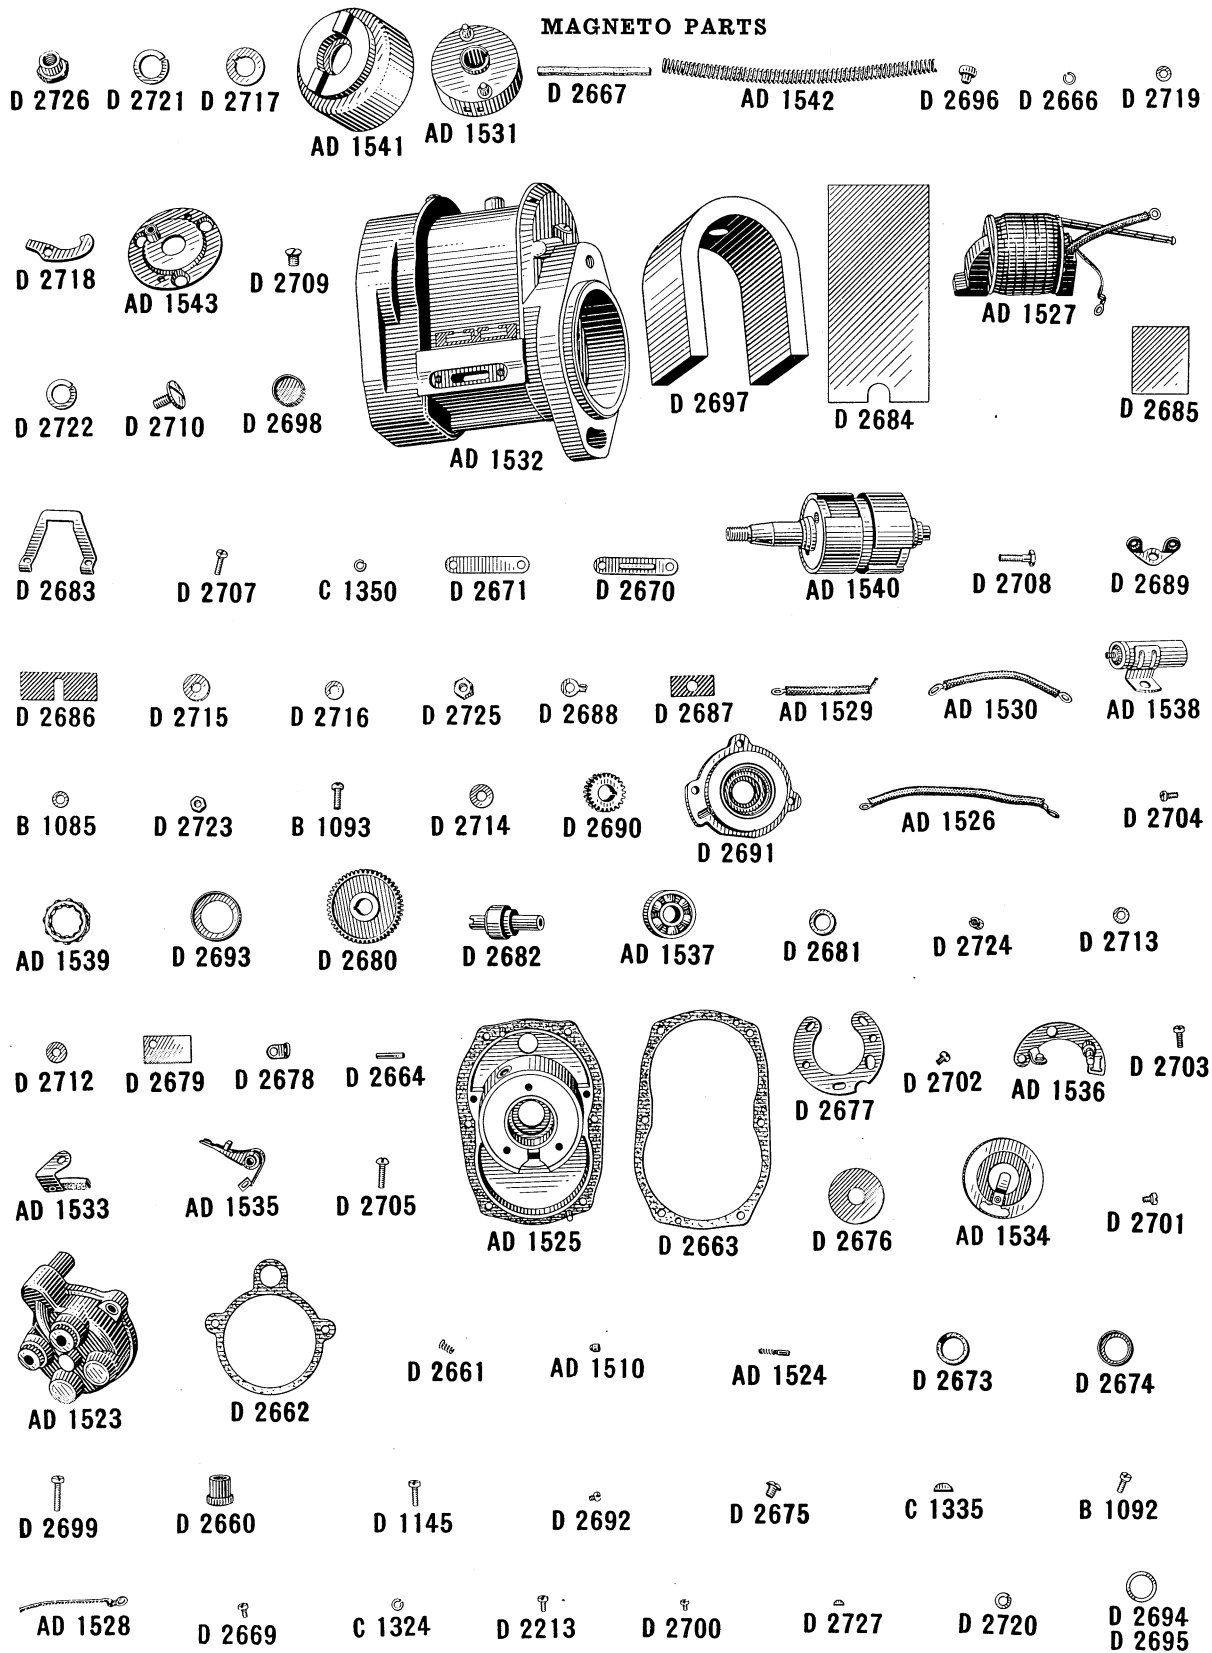 MAGNETO PARTS
D 2726 D 2721 D 2717 AD 1541 AD 1531 D 2667 AD 1542 D 2696 D 2666 D 2719
D 2718 AD 1543 D 2709 AD 1527
D 2722 D 2710 D 2698 AD 1532 D 2697 D 2684 D 2685
D 2683 D 2707 C 1350 D 2671 D 2670 AD 1540 D 2708 D 2689
D 2686 D 2715 D 2716 D 2725 D 2688 D 2687 AD 1529 AD 1530 AD 1538
B 1085 D 2723 B 1093 D 2714 D 2690 D 2691 AD 1526 D 2704
AD 1539 D 2693 D 2680 D 2682 AD 1537 D 2681 D 2724 D 2713
D 2712 D 2679 D 2678 D 2664 D 2677 D 2702 AD 1536 D 2703
AD 1533 AD 1535 D 2705 AD 1525 D 2663 D 2676 AD 1534 D 2701
AD 1523 D 2662 D 2661 AD 1510 AD 1524 D 2673 D 2674
D 2699 D 2660 D 1145 D 2692 D 2675 C 1335 B 1092
AD 1528 D 2669 C 1324 D 2213 D 2700 D 2727 D 2720 D 2694
D 2695